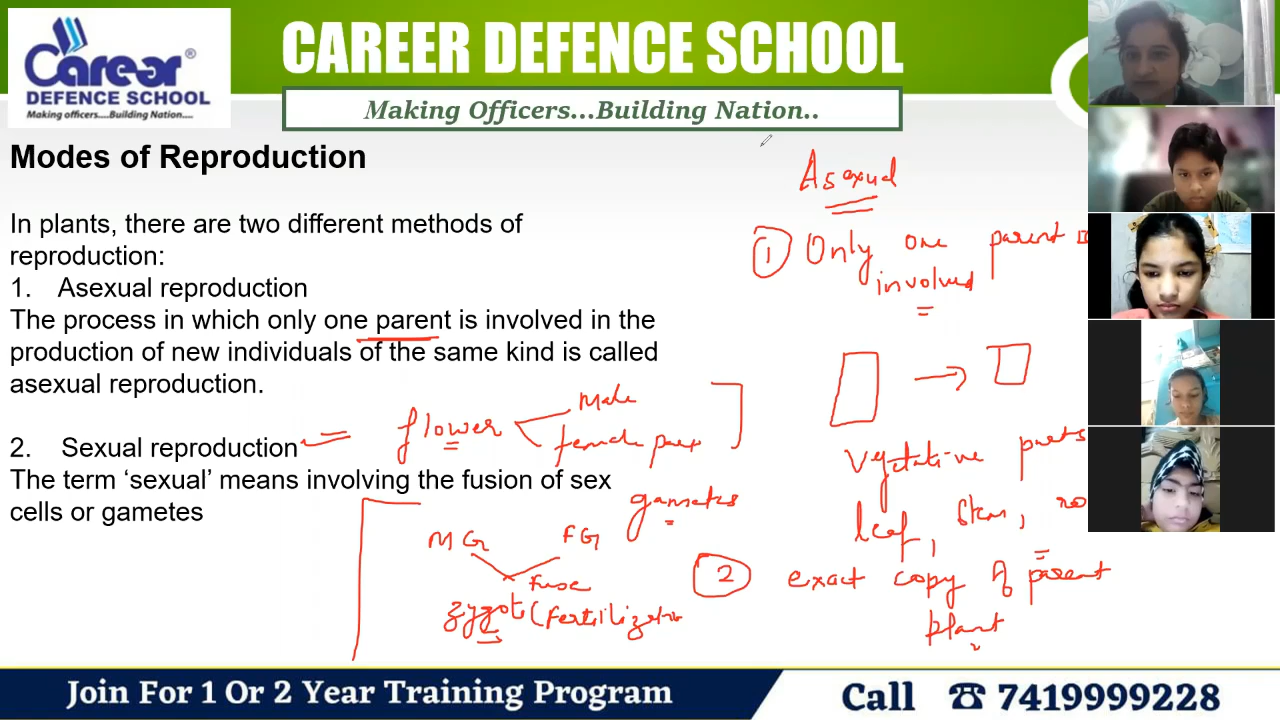 Career®
DEFENCE SCHOOL
Making officers....Building Nation....
CAREER DEFENCE SCHOOL
Making Officers...Building Nation..
Modes of Reproduction
In plants, there are two different methods of
reproduction:
1. Asexual reproduction
The process in which only one parent is involved in the
production of new individuals of the same kind is called
asexual reproduction.
2. Sexual reproduction
The term ‘sexual’ means involving the fusion of sex
cells or gametes
flower
Male
female part
gametes
MG FG
Fuse
zygote (Fertilization
Asexual
1 Only one parent
involved
Vegetative parts
leaf, Stem,
2 exact copy of parent
plant
Join For 1 Or 2 Year Training Program
Call ☎ 7419999228